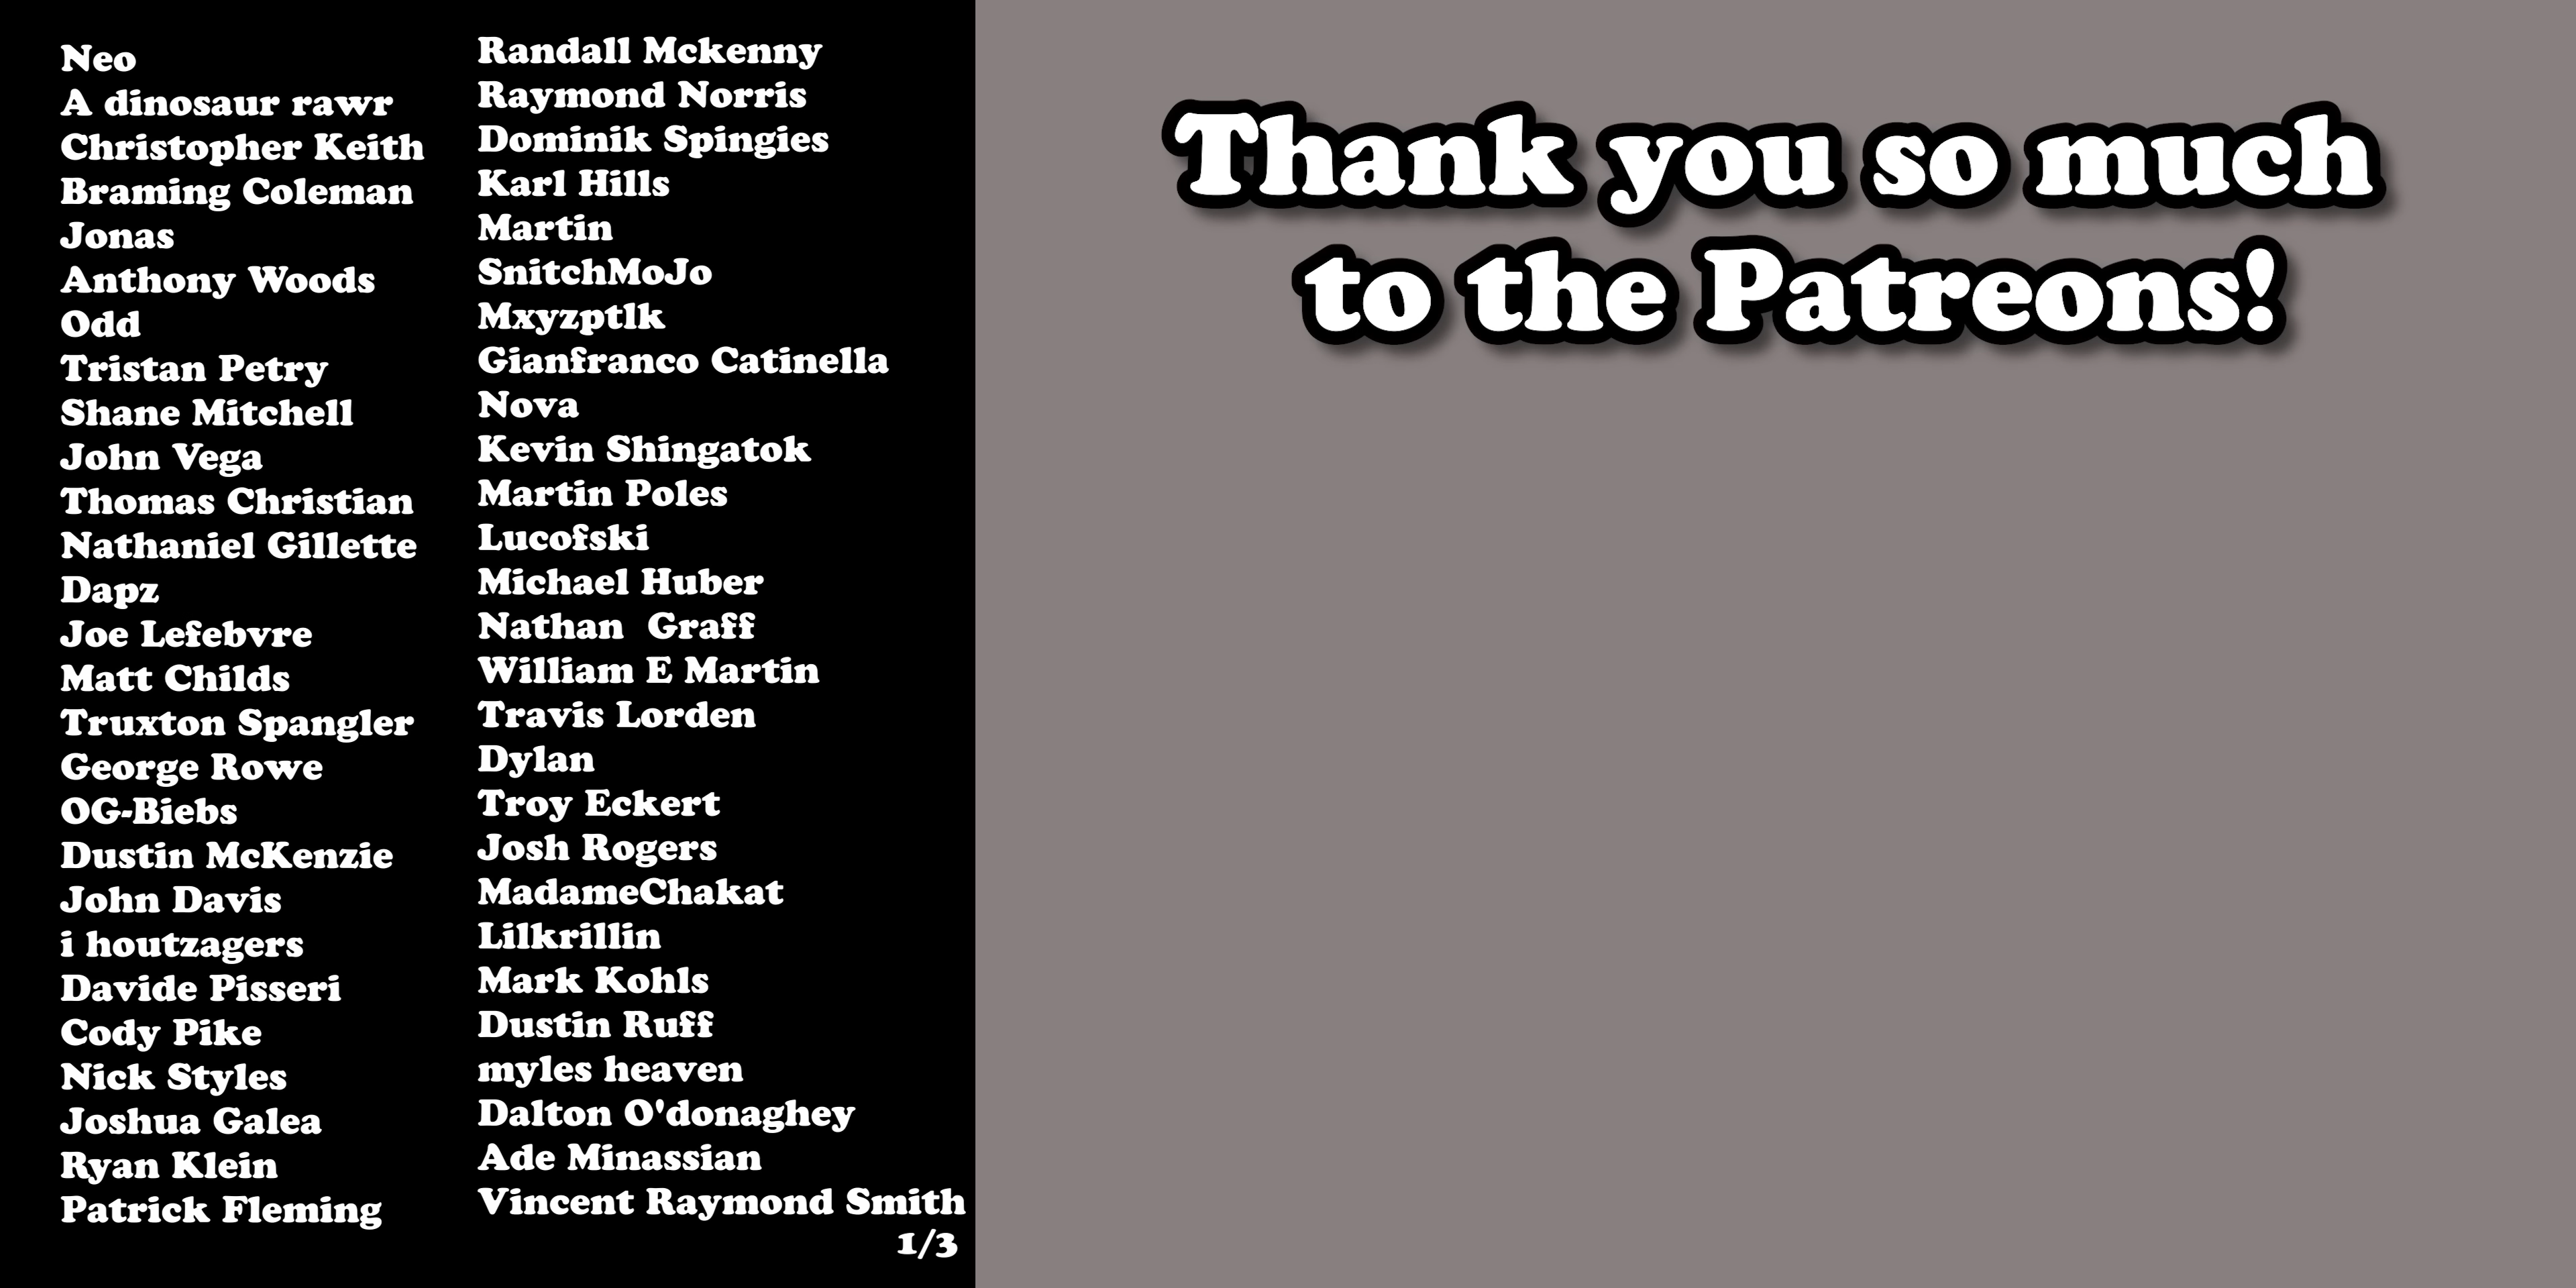 Neo
A dinosaur rawr
Christopher Keith
Braming Coleman
Jonas
Anthony Woods
Odd
Tristan Petry
Shane Mitchell
John Vega
Thomas Christian
Nathaniel Gillette
Dapz
Joe Lefebvre
Matt Childs
Truxton Spangler
George Rowe
OG-Biebs
Dustin McKenzie
John Davis
i houtzagers
Davide Pisseri
Cody Pike
Nick Styles
Joshua Galea
Ryan Klein
Patrick Fleming
Randall Mckenny
Raymond Norris
Dominik Spingies
Karl Hills
Martin
SnitchMoJo
Mxyzptlk
Gianfranco Catinella
Nova
Kevin Shingatok
Martin Poles
Lucofski
Michael Huber
Nathan  Graff
William E Martin
Travis Lorden
Dylan
Troy Eckert
Josh Rogers
MadameChakat
Lilkrillin
Mark Kohls
Dustin Ruff
myles heaven
Dalton O'donaghey
Ade Minassian
Vincent Raymond Smith
1/3
Thank you so much
to the Patreons!